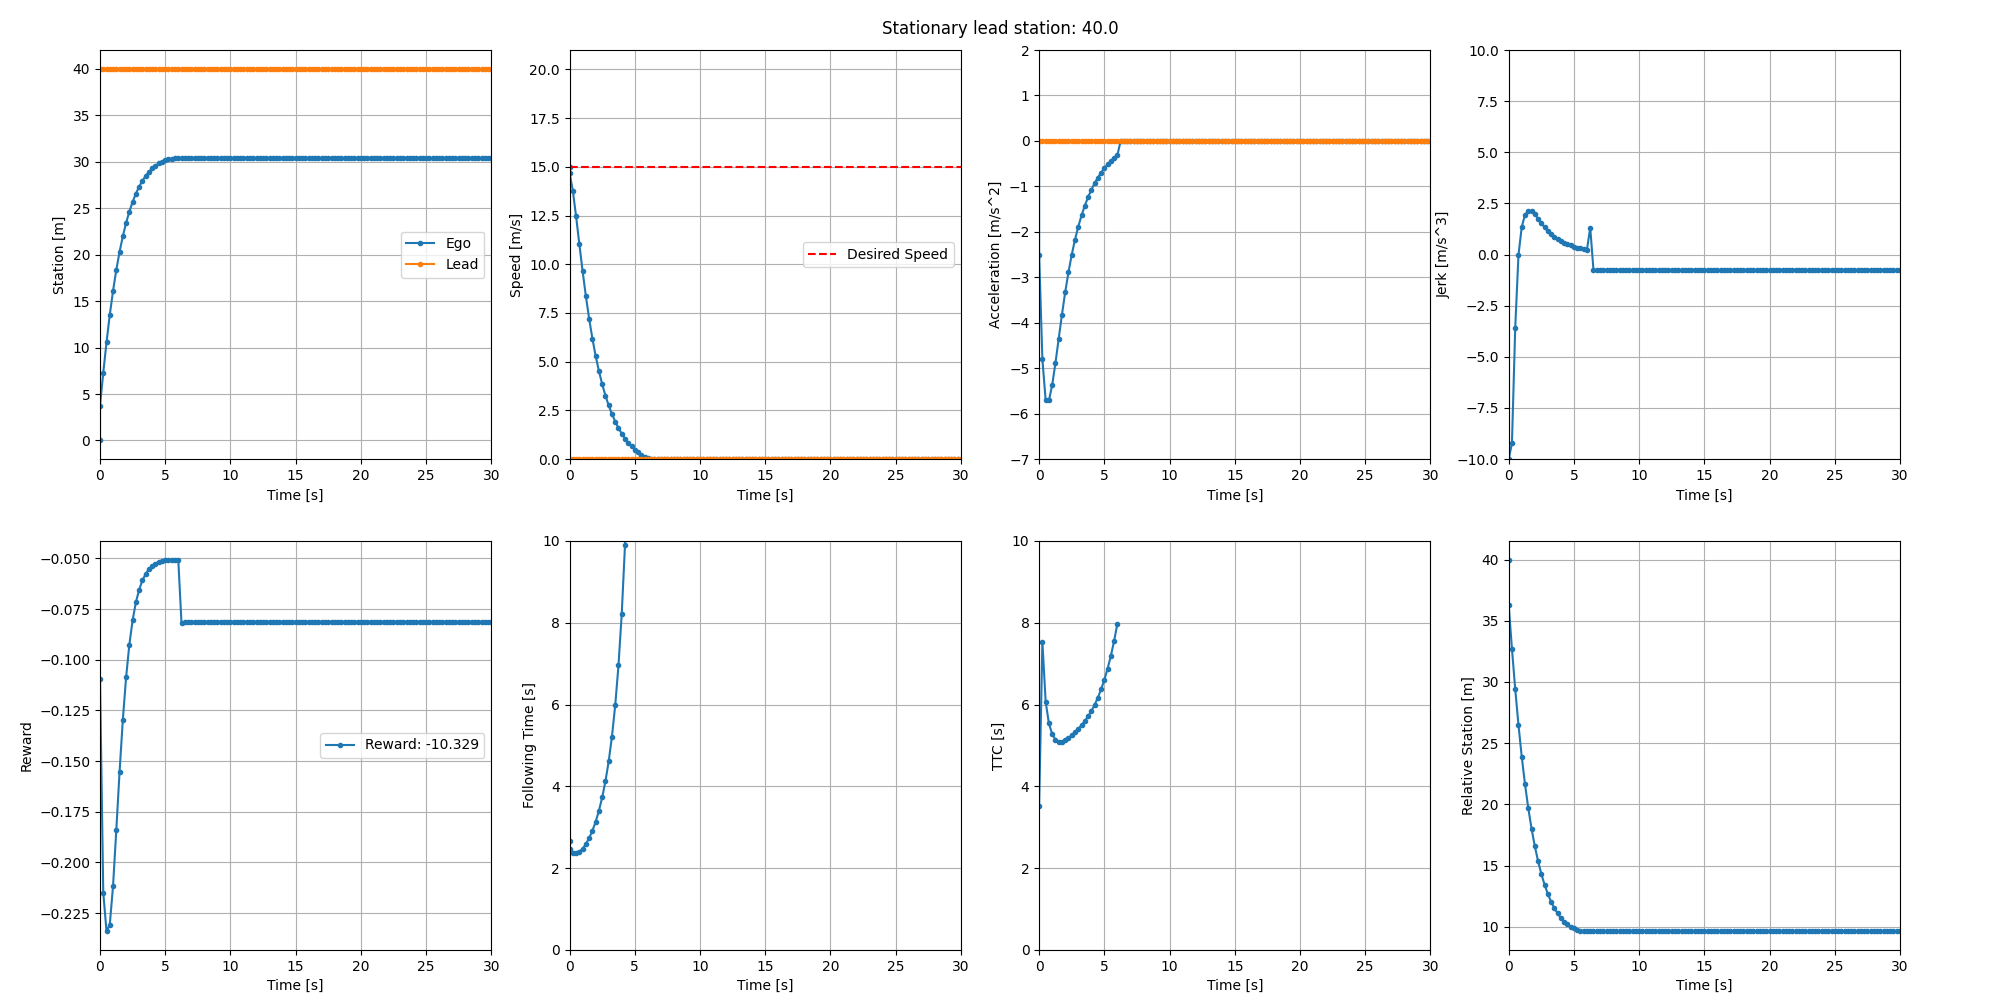 Stationary lead station: 40.0
40
35
30
25
20
15
10
5
0
Station [m]
Ego
Lead
0 5 10 15 20 25 30
Time [s]
20.0
17.5
15.0
12.5
10.0
7.5
5.0
2.5
0.0
Speed [m/s]
Desired Speed
0 5 10 15 20 25 30
Time [s]
2
1
0
−1
−2
−3
−4
−5
−6
−7
Acceleration [m/s^2]
0 5 10 15 20 25 30
Time [s]
10.0
7.5
5.0
2.5
0.0
−2.5
−5.0
−7.5
−10.0
Jerk [m/s^3]
0 5 10 15 20 25 30
Time [s]
−0.050
−0.075
−0.100
−0.125
−0.150
−0.175
−0.200
−0.225
Reward
Reward: -10.329
0 5 10 15 20 25 30
Time [s]
10
8
6
4
2
0
Following Time [s]
0 5 10 15 20 25 30
Time [s]
10
8
6
4
2
0
TTC [s]
0 5 10 15 20 25 30
Time [s]
40
35
30
25
20
15
10
Relative Station [m]
0 5 10 15 20 25 30
Time [s]